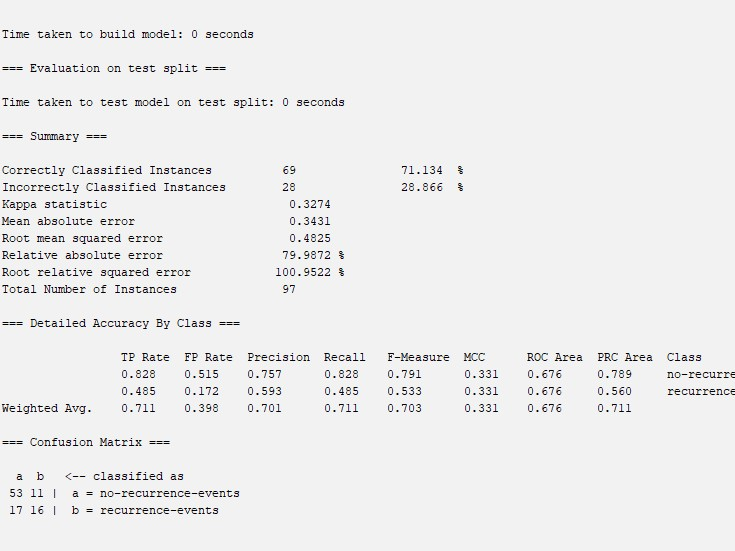 Time taken to build model: 0 seconds
=== Evaluation on test split ===
Time taken to test model on test split: 0 seconds
=== Summary ===
Correctly Classified Instances 69 71.134 %
Incorrectly Classified Instances 28 28.866 %
Kappa statistic 0.3274
Mean absolute error 0.3431
Root mean squared error 0.4825
Relative absolute error 79.9872 %
Root relative squared error 100.9522 %
Total Number of Instances 97
=== Detailed Accuracy By Class ===
TP Rate FP Rate Precision Recall F-Measure MCC ROC Area PRC Area Class
0.828 0.515 0.757 0.828 0.791 0.331 0.676 0.789 no-recurre
0.485 0.172 0.593 0.485 0.533 0.331 0.676 0.560 recurrence
Weighted Avg. 0.711 0.398 0.701 0.711 0.703 0.331 0.676 0.711
=== Confusion Matrix ===
a b <-- classified as
53 11 | a = no-recurrence-events
17 16 | b = recurrence-events